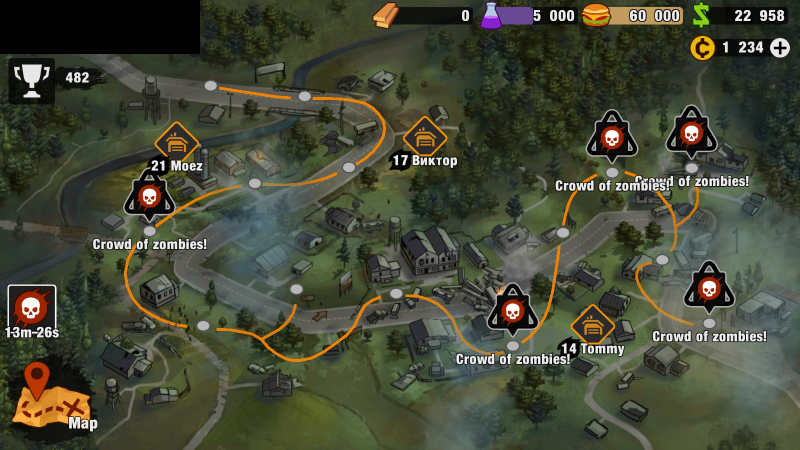 0
5 000
60 000
22 958
1 234
482
21 Moez
17 Виктор
Crowd of zombies!
Crowd of zombies!
Crowd of zombies!
13m-26s
Crowd of zombies!
14 Tommy
Crowd of zombies!
Map